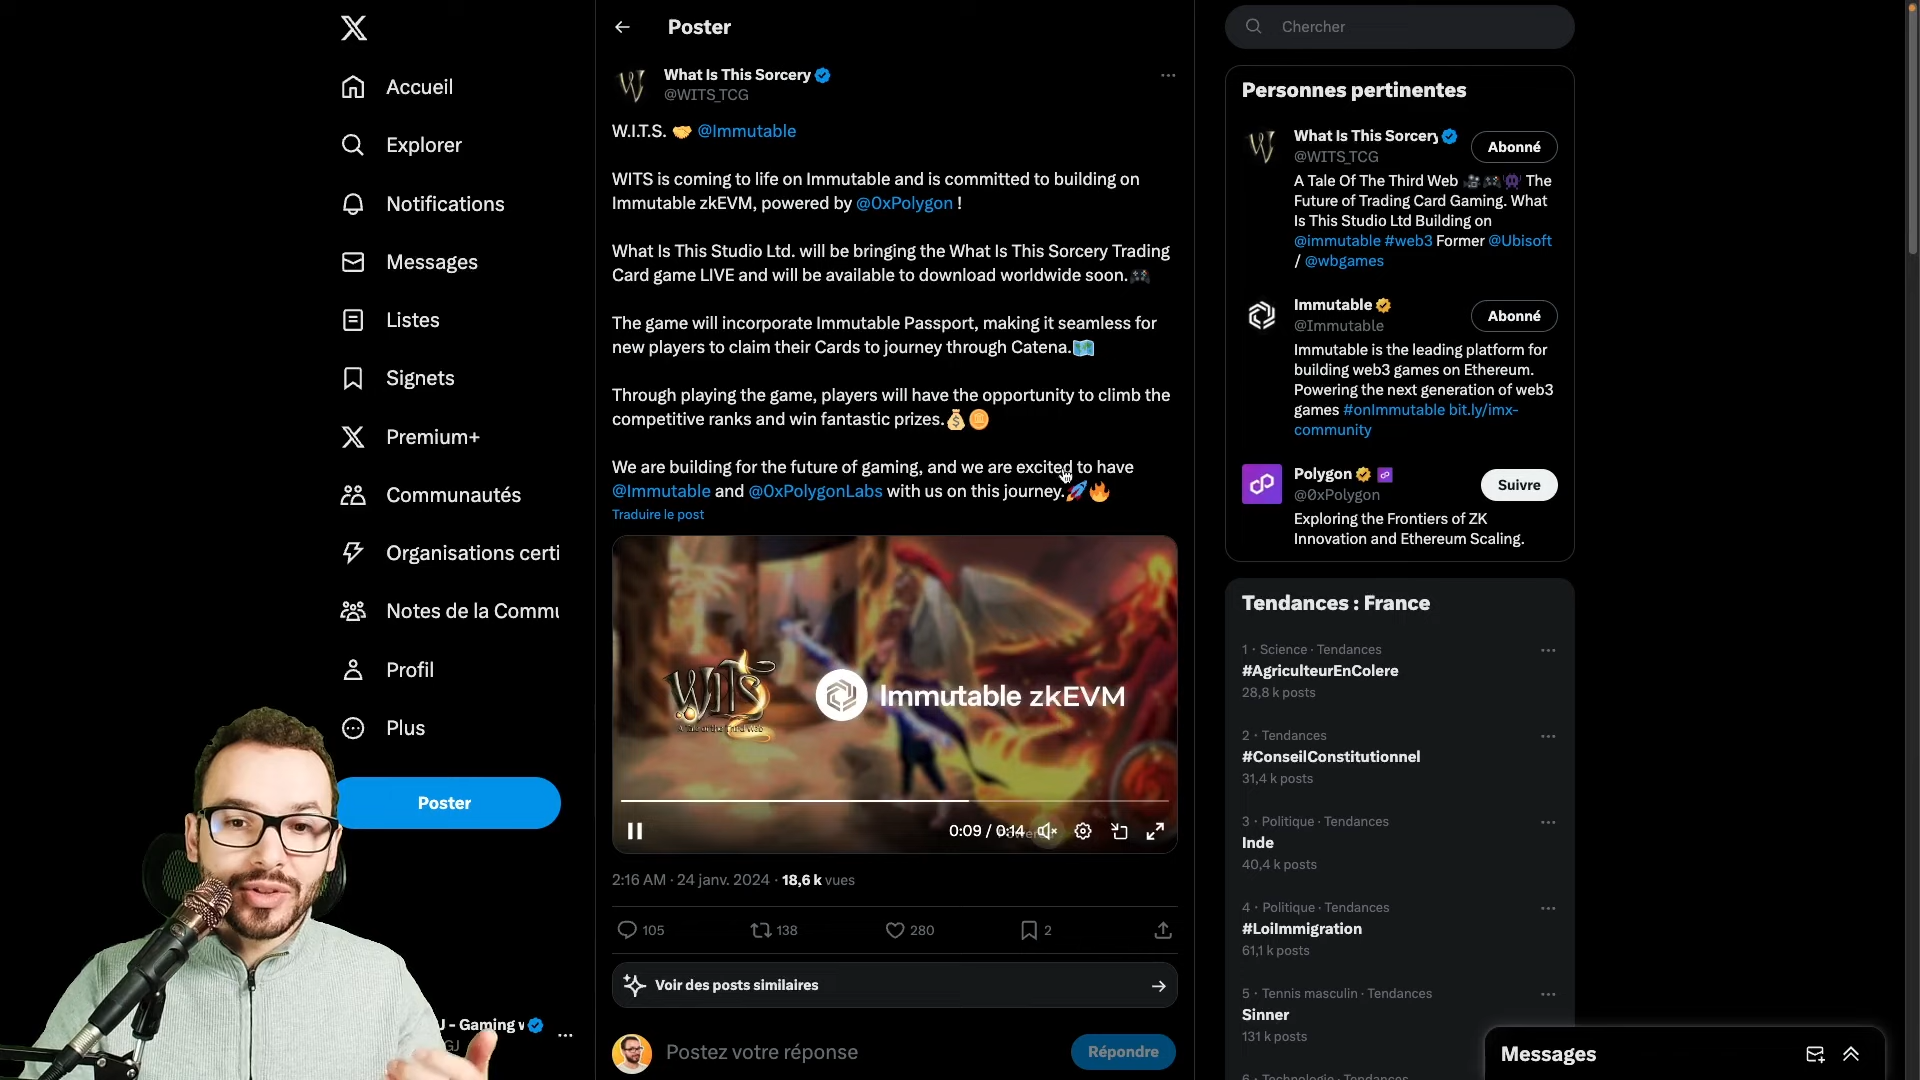 Accueil
Explorer
Notifications
Messages
Listes
Signets
Premium+
Communautés
Organisations certi
Notes de la Commu
Profil
Plus
Poster
J - Gaming
GJ
Poster
What Is This Sorcery
@WITS_TCG
W.I.T.S. 🤝 @Immutable
WITS is coming to life on Immutable and is committed to building on
Immutable zkEVM, powered by @0xPolygon !
What Is This Studio Ltd. will be bringing the What Is This Sorcery Trading
Card game LIVE and will be available to download worldwide soon.🎮
The game will incorporate Immutable Passport, making it seamless for
new players to claim their Cards to journey through Catena.🗺️
Through playing the game, players will have the opportunity to climb the
competitive ranks and win fantastic prizes.💰🪙
We are building for the future of gaming, and we are excited to have
@Immutable and @0xPolygonLabs with us on this journey.🚀🔥
Traduire le post
WITS
A Tale of the Third Web
Immutable zkEVM
0:09 / 0:14
2:16 AM · 24 janv. 2024 · 18,6 k vues
105
138
280
2
Voir des posts similaires
Postez votre réponse
Répondre
Chercher
Personnes pertinentes
What Is This Sorcery
@WITS_TCG
Abonné
A Tale Of The Third Web 🎥🎮👾 The
Future of Trading Card Gaming. What
Is This Studio Ltd Building on
@immutable #web3 Former @Ubisoft
/ @wbgames
Immutable
@Immutable
Abonné
Immutable is the leading platform for
building web3 games on Ethereum.
Powering the next generation of web3
games #onImmutable bit.ly/imx-
community
Polygon
@0xPolygon
Suivre
Exploring the Frontiers of ZK
Innovation and Ethereum Scaling.
Tendances : France
1 · Science · Tendances
#AgriculteurEnColere
28,8 k posts
2 · Tendances
#ConseilConstitutionnel
31,4 k posts
3 · Politique · Tendances
Inde
40,4 k posts
4 · Politique · Tendances
#LoiImmigration
61,1 k posts
5 · Tennis masculin · Tendances
Sinner
131 k posts
6 · Technologie · Tendances
Messages